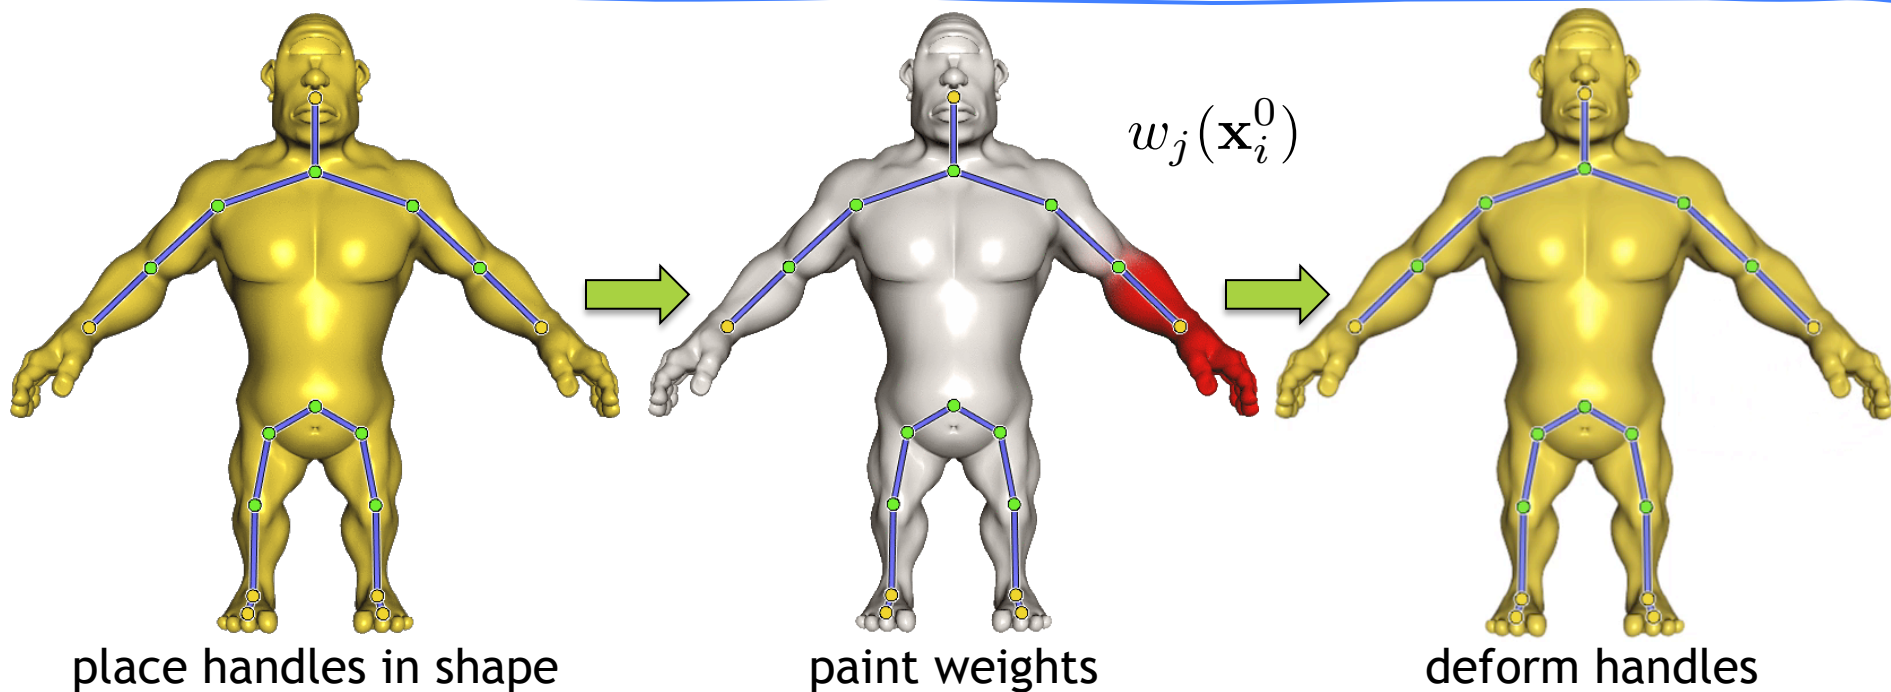 w_j(x_i^0)
place handles in shape
paint weights
deform handles